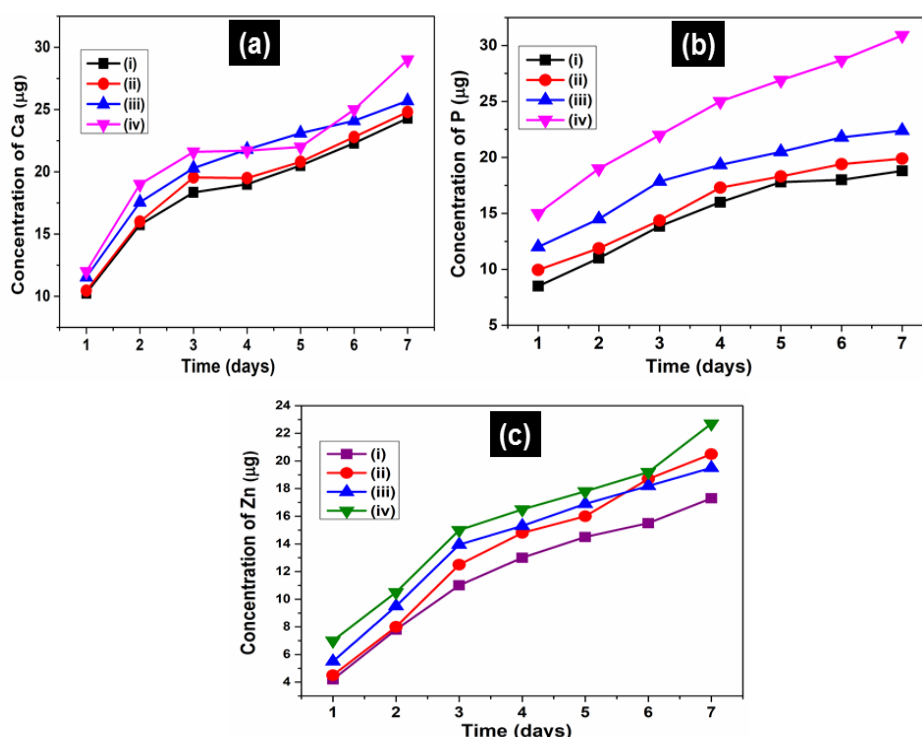 (a)
(i)
(ii)
(iii)
(iv)
30
25
20
15
10
Concentration of Ca (µg)
1 2 3 4 5 6 7
Time (days)
(b)
(i)
(ii)
(iii)
(iv)
30
25
20
15
10
5
Concentration of P (µg)
1 2 3 4 5 6 7
Time (days)
(c)
(i)
(ii)
(iii)
(iv)
24
22
20
18
16
14
12
10
8
6
4
Concentration of Zn (µg)
1 2 3 4 5 6 7
Time (days)